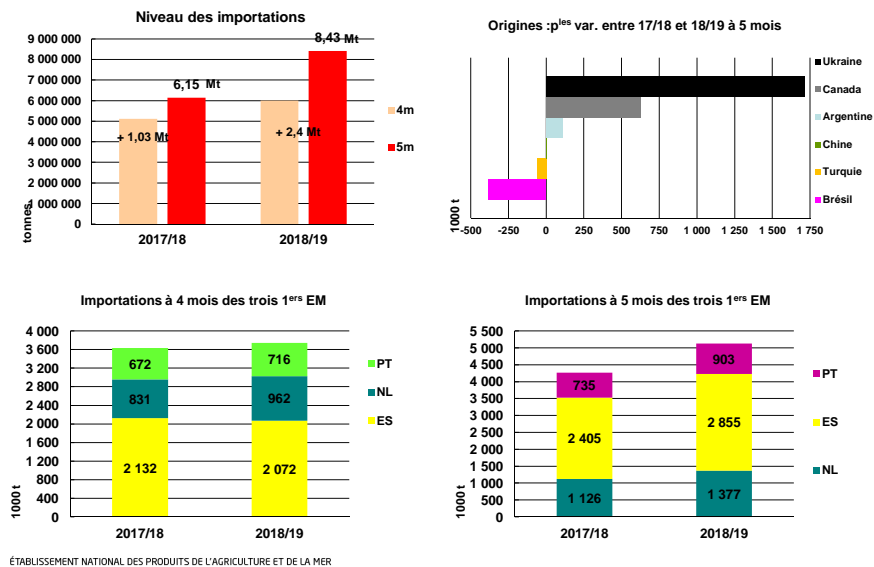 Niveau des importations
9 000 000
8 000 000
7 000 000
6 000 000
5 000 000
4 000 000
3 000 000
2 000 000
1 000 000
0
tonnes
8,43 Mt
6,15 Mt
+ 1,03 Mt
+ 2,4 Mt
2017/18
2018/19
4m
5m
Origines :ples var. entre 17/18 et 18/19 à 5 mois
Ukraine
Canada
Argentine
Chine
Turquie
Brésil
1000 t
-500 -250 0 250 500 750 1 000 1 250 1 500 1 750
Importations à 4 mois des trois 1ers EM
4 000
3 600
3 200
2 800
2 400
2 000
1 600
1 200
800
400
0
1000 t
672
716
831
962
2 132
2 072
2017/18
2018/19
PT
NL
ES
Importations à 5 mois des trois 1ers EM
5 500
5 000
4 500
4 000
3 500
3 000
2 500
2 000
1 500
1 000
500
0
1000 t
735
903
2 405
2 855
1 126
1 377
2017/18
2018/19
PT
ES
NL
ÉTABLISSEMENT NATIONAL DES PRODUITS DE L'AGRICULTURE ET DE LA MER